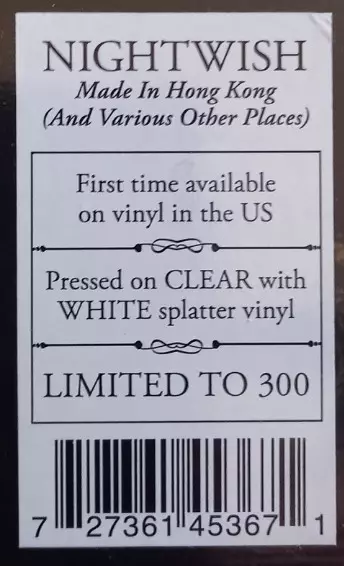 NIGHTWISH
Made In Hong Kong
(And Various Other Places)
First time available
on vinyl in the US
Pressed on CLEAR with
WHITE splatter vinyl
LIMITED TO 300
7 27361 45367 1